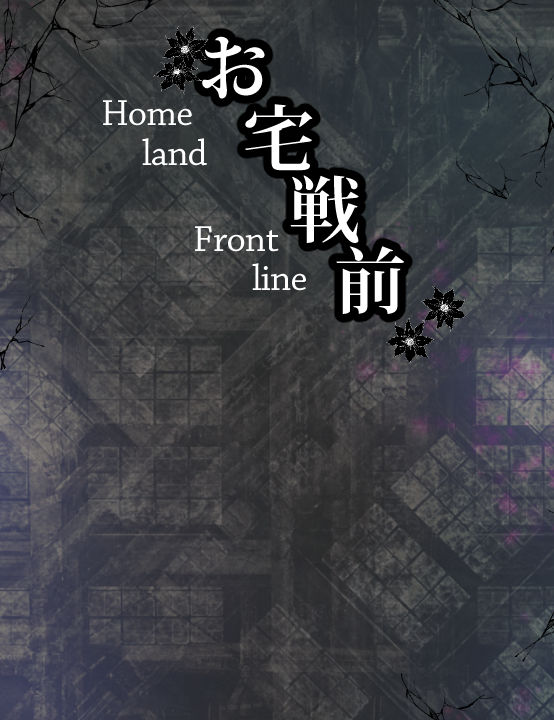 お宅戦前
Home
land
Front
line